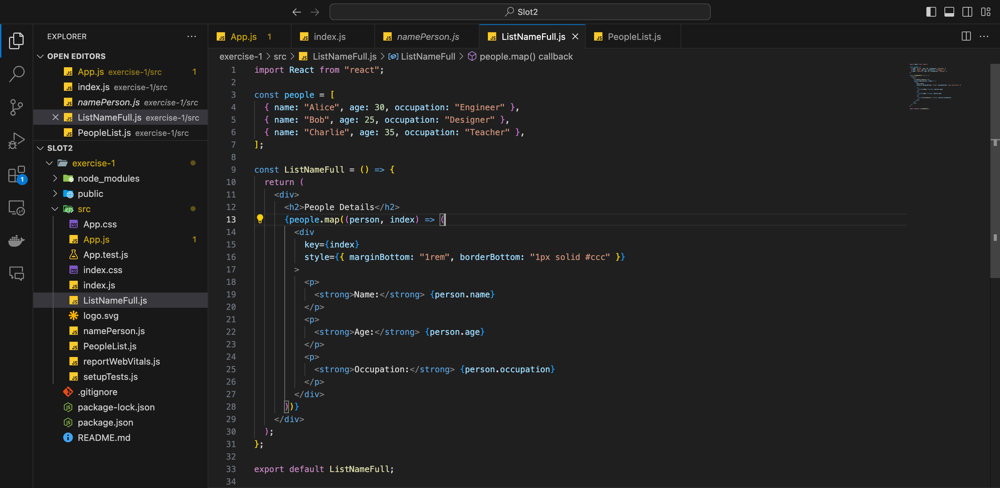 Slot2
EXPLORER
OPEN EDITORS
App.js exercise-1/src 1
index.js exercise-1/src
namePerson.js exercise-1/src
ListNameFull.js exercise-1/src
PeopleList.js exercise-1/src
SLOT2
exercise-1
node_modules
public
src
App.css
App.js 1
App.test.js
index.css
index.js
ListNameFull.js
logo.svg
namePerson.js
PeopleList.js
reportWebVitals.js
setupTests.js
.gitignore
package-lock.json
package.json
README.md
1
App.js 1 index.js namePerson.js ListNameFull.js PeopleList.js
exercise-1 > src > ListNameFull.js > ListNameFull > people.map() callback
1 import React from "react";
2
3 const people = [
4 { name: "Alice", age: 30, occupation: "Engineer" },
5 { name: "Bob", age: 25, occupation: "Designer" },
6 { name: "Charlie", age: 35, occupation: "Teacher" },
7 ];
8
9 const ListNameFull = () => {
10 return (
11 <div>
12 <h2>People Details</h2>
13 {people.map((person, index) => (
14 <div
15 key={index}
16 style={{ marginBottom: "1rem", borderBottom: "1px solid #ccc" }}
17 >
18 <p>
19 <strong>Name:</strong> {person.name}
20 </p>
21 <p>
22 <strong>Age:</strong> {person.age}
23 </p>
24 <p>
25 <strong>Occupation:</strong> {person.occupation}
26 </p>
27 </div>
28 ))}
29 </div>
30 );
31 };
32
33 export default ListNameFull;
34